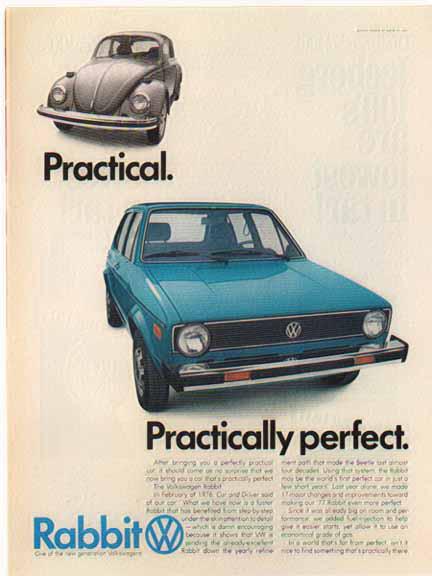 Practical.
Practically perfect.
After bringing you a perfectly practical
car, it should come as no surprise that we
now bring you a car that's practically perfect.
The Volkswagen Rabbit.
In February of 1976, Car and Driver said
of our car: "What we have now is a faster
Rabbit that has benefited from step-by-step
under-the-skin attention to detail
— which is damn encouraging
because it shows that VW is
sending the already-excellent
Rabbit down the yearly refine
ment path that made the Beetle last almost
four decades. Using that system, the Rabbit
may be the world's first perfect car in just a
few short years." Last year alone, we made
17 major changes and improvements toward
making our '77 Rabbit even more perfect.
Since it was already big on room and per-
formance, we added fuel-injection to help
give it easier starts, yet allow it to use an
economical grade of gas.
In a world that's far from perfect, isn't it
nice to find something that's practically there.
Rabbit
One of the new generation Volkswagens